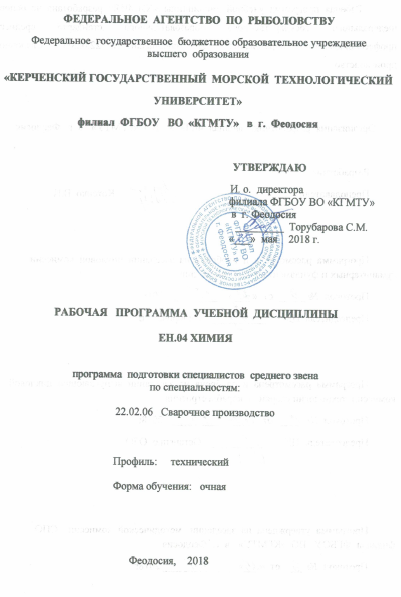 ФЕДЕРАЛЬНОЕ АГЕНТСТВО ПО РЫБОЛОВСТВУ
Федеральное государственное бюджетное образовательное учреждение
высшего образования
«КЕРЧЕНСКИЙ ГОСУДАРСТВЕННЫЙ МОРСКОЙ ТЕХНОЛОГИЧЕСКИЙ
УНИВЕРСИТЕТ»
филиал ФГБОУ ВО «КГМТУ» в г. Феодосия
УТВЕРЖДАЮ
И. о. директора
филиала ФГБОУ ВО «КГМТУ»
в г. Феодосия
Торубарова С.М.
« » мая 2018 г.
РАБОЧАЯ ПРОГРАММА УЧЕБНОЙ ДИСЦИПЛИНЫ
ЕН.04 ХИМИЯ
программа подготовки специалистов среднего звена
по специальностям:
22.02.06 Сварочное производство
Профиль: технический
Форма обучения: очная
Феодосия, 2018